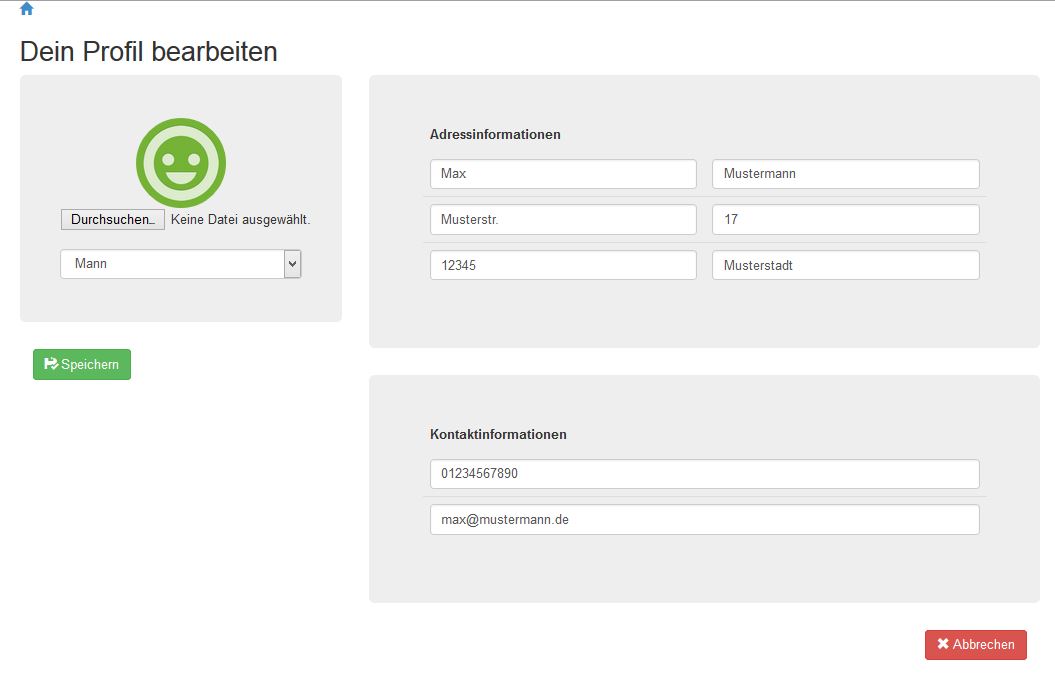 Dein Profil bearbeiten
Durchsuchen... Keine Datei ausgewählt.
Mann
Speichern
Adressinformationen
Max Mustermann
Musterstr. 17
12345 Musterstadt
Kontaktinformationen
01234567890
max@mustermann.de
Abbrechen